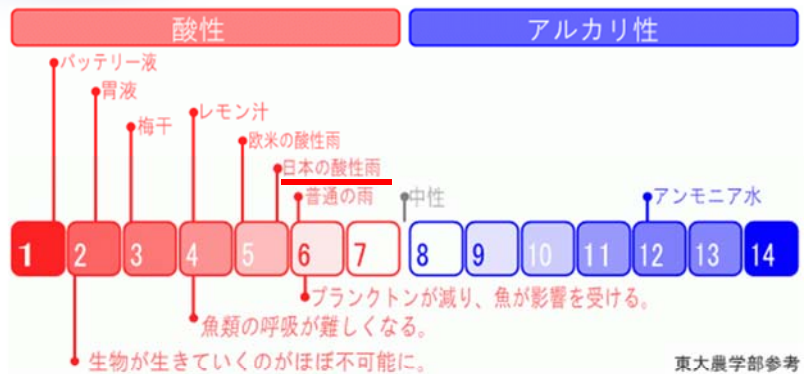 酸性
アルカリ性
バッテリー液
胃液
梅干
レモン汁
欧米の酸性雨
日本の酸性雨
普通の雨
中性
アンモニア水
1 2 3 4 5 6 7 8 9 10 11 12 13 14
プランクトンが減り、魚が影響を受ける。
魚類の呼吸が難しくなる。
生物が生きていくのがほぼ不可能に。
東大農学部参考